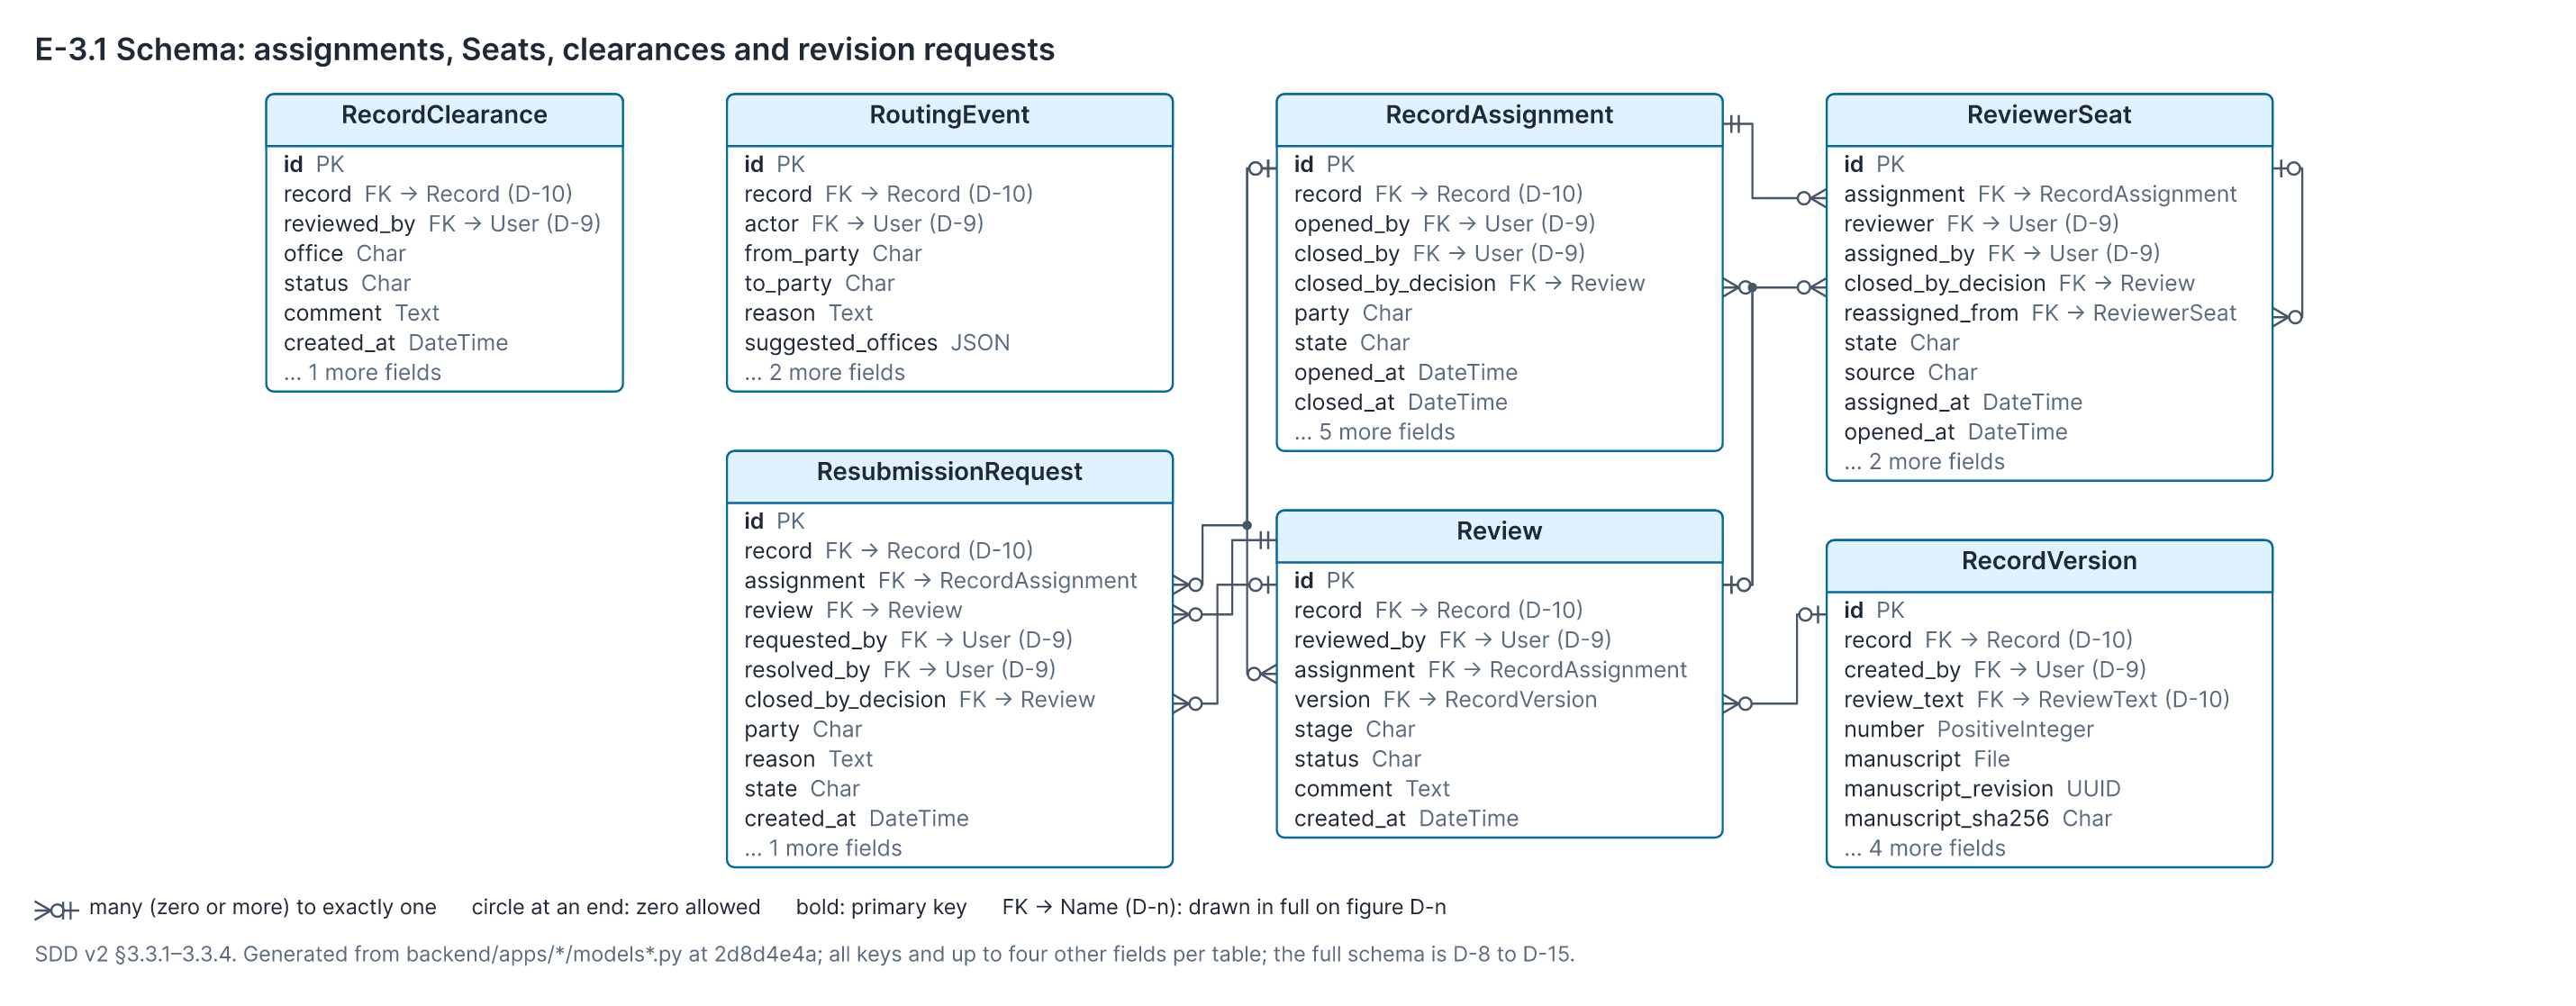 E-3.1 Schema: assignments, Seats, clearances and revision requests
RecordClearance
id PK
record FK → Record (D-10)
reviewed_by FK → User (D-9)
office Char
status Char
comment Text
created_at DateTime
... 1 more fields
RoutingEvent
id PK
record FK → Record (D-10)
actor FK → User (D-9)
from_party Char
to_party Char
reason Text
suggested_offices JSON
... 2 more fields
RecordAssignment
id PK
record FK → Record (D-10)
opened_by FK → User (D-9)
closed_by FK → User (D-9)
closed_by_decision FK → Review
party Char
state Char
opened_at DateTime
closed_at DateTime
... 5 more fields
ReviewerSeat
id PK
assignment FK → RecordAssignment
reviewer FK → User (D-9)
assigned_by FK → User (D-9)
closed_by_decision FK → Review
reassigned_from FK → ReviewerSeat
state Char
source Char
assigned_at DateTime
opened_at DateTime
... 2 more fields
ResubmissionRequest
id PK
record FK → Record (D-10)
assignment FK → RecordAssignment
review FK → Review
requested_by FK → User (D-9)
resolved_by FK → User (D-9)
closed_by_decision FK → Review
party Char
reason Text
state Char
created_at DateTime
... 1 more fields
Review
id PK
record FK → Record (D-10)
reviewed_by FK → User (D-9)
assignment FK → RecordAssignment
version FK → RecordVersion
stage Char
status Char
comment Text
created_at DateTime
RecordVersion
id PK
record FK → Record (D-10)
created_by FK → User (D-9)
review_text FK → ReviewText (D-10)
number PositiveInteger
manuscript File
manuscript_revision UUID
manuscript_sha256 Char
... 4 more fields
many (zero or more) to exactly one circle at an end: zero allowed bold: primary key FK → Name (D-n): drawn in full on figure D-n
SDD v2 §3.3.1–3.3.4. Generated from backend/apps/*/models*.py at 2d8d4e4a; all keys and up to four other fields per table; the full schema is D-8 to D-15.